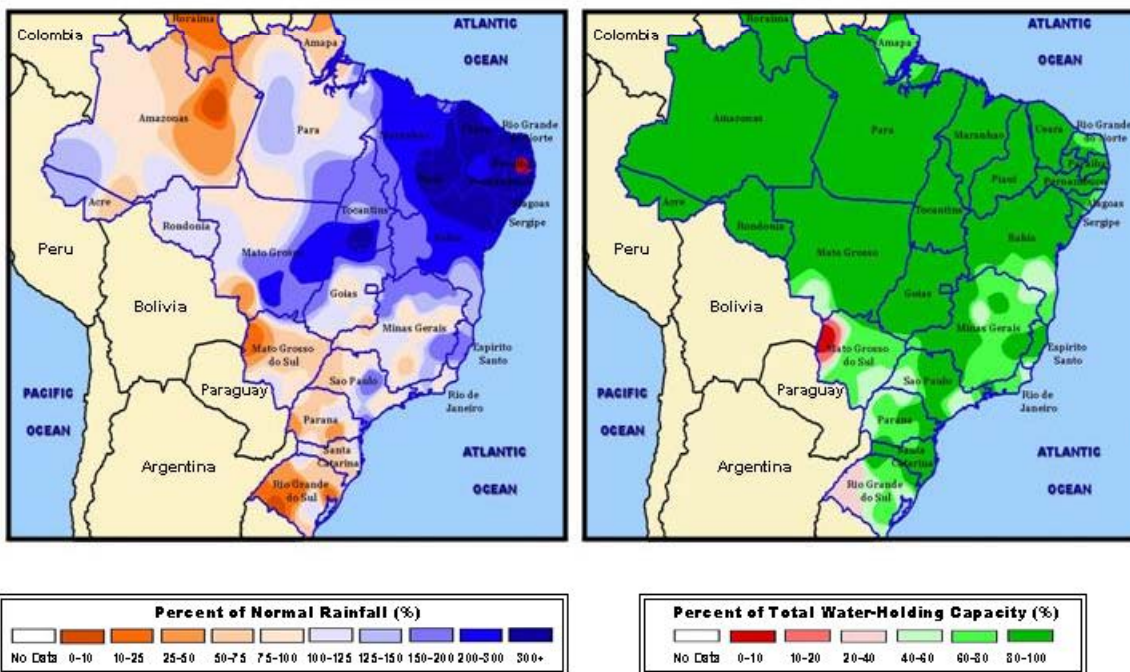 Roraima
ATLANTIC
OCEAN
Colombia
Amapa
Amazonas
Para
Maranhao
Rio Grande
Norte
Acre
Rondonia
Tocantins
Alagoas
Sergipe
Bahia
Peru
Mato Grosso
Bolivia
Goias
Minas Gerais
Mato Grosso
do Sul
Espirito
Santo
Sao Paulo
Paraguay
Rio
de Janeiro
PACIFIC
OCEAN
Parana
Santa
Catarina
Argentina
Rio Grande
do Sul
ATLANTIC
OCEAN
Percent of Normal Rainfall (%)
No Data 0-10 10-25 25-50 50-75 75-100 100-125 125-150 150-200 200-300 300+
Roraima
ATLANTIC
OCEAN
Colombia
Amapa
Amazonas
Para
Maranhao
Ceara
Rio Grande
do Norte
Paraiba
Piaui
Pernambuco
Acre
Rondonia
Tocantins
Alagoas
Sergipe
Bahia
Peru
Mato Grosso
Bolivia
Goias
Minas Gerais
Mato Grosso
do Sul
Espirito
Santo
Sao Paulo
Paraguay
Rio
de Janeiro
PACIFIC
OCEAN
Parana
Santa
Catarina
Argentina
Rio Grande
do Sul
ATLANTIC
OCEAN
Percent of Total Water-Holding Capacity (%)
No Data 0-10 10-20 20-40 40-60 60-80 80-100